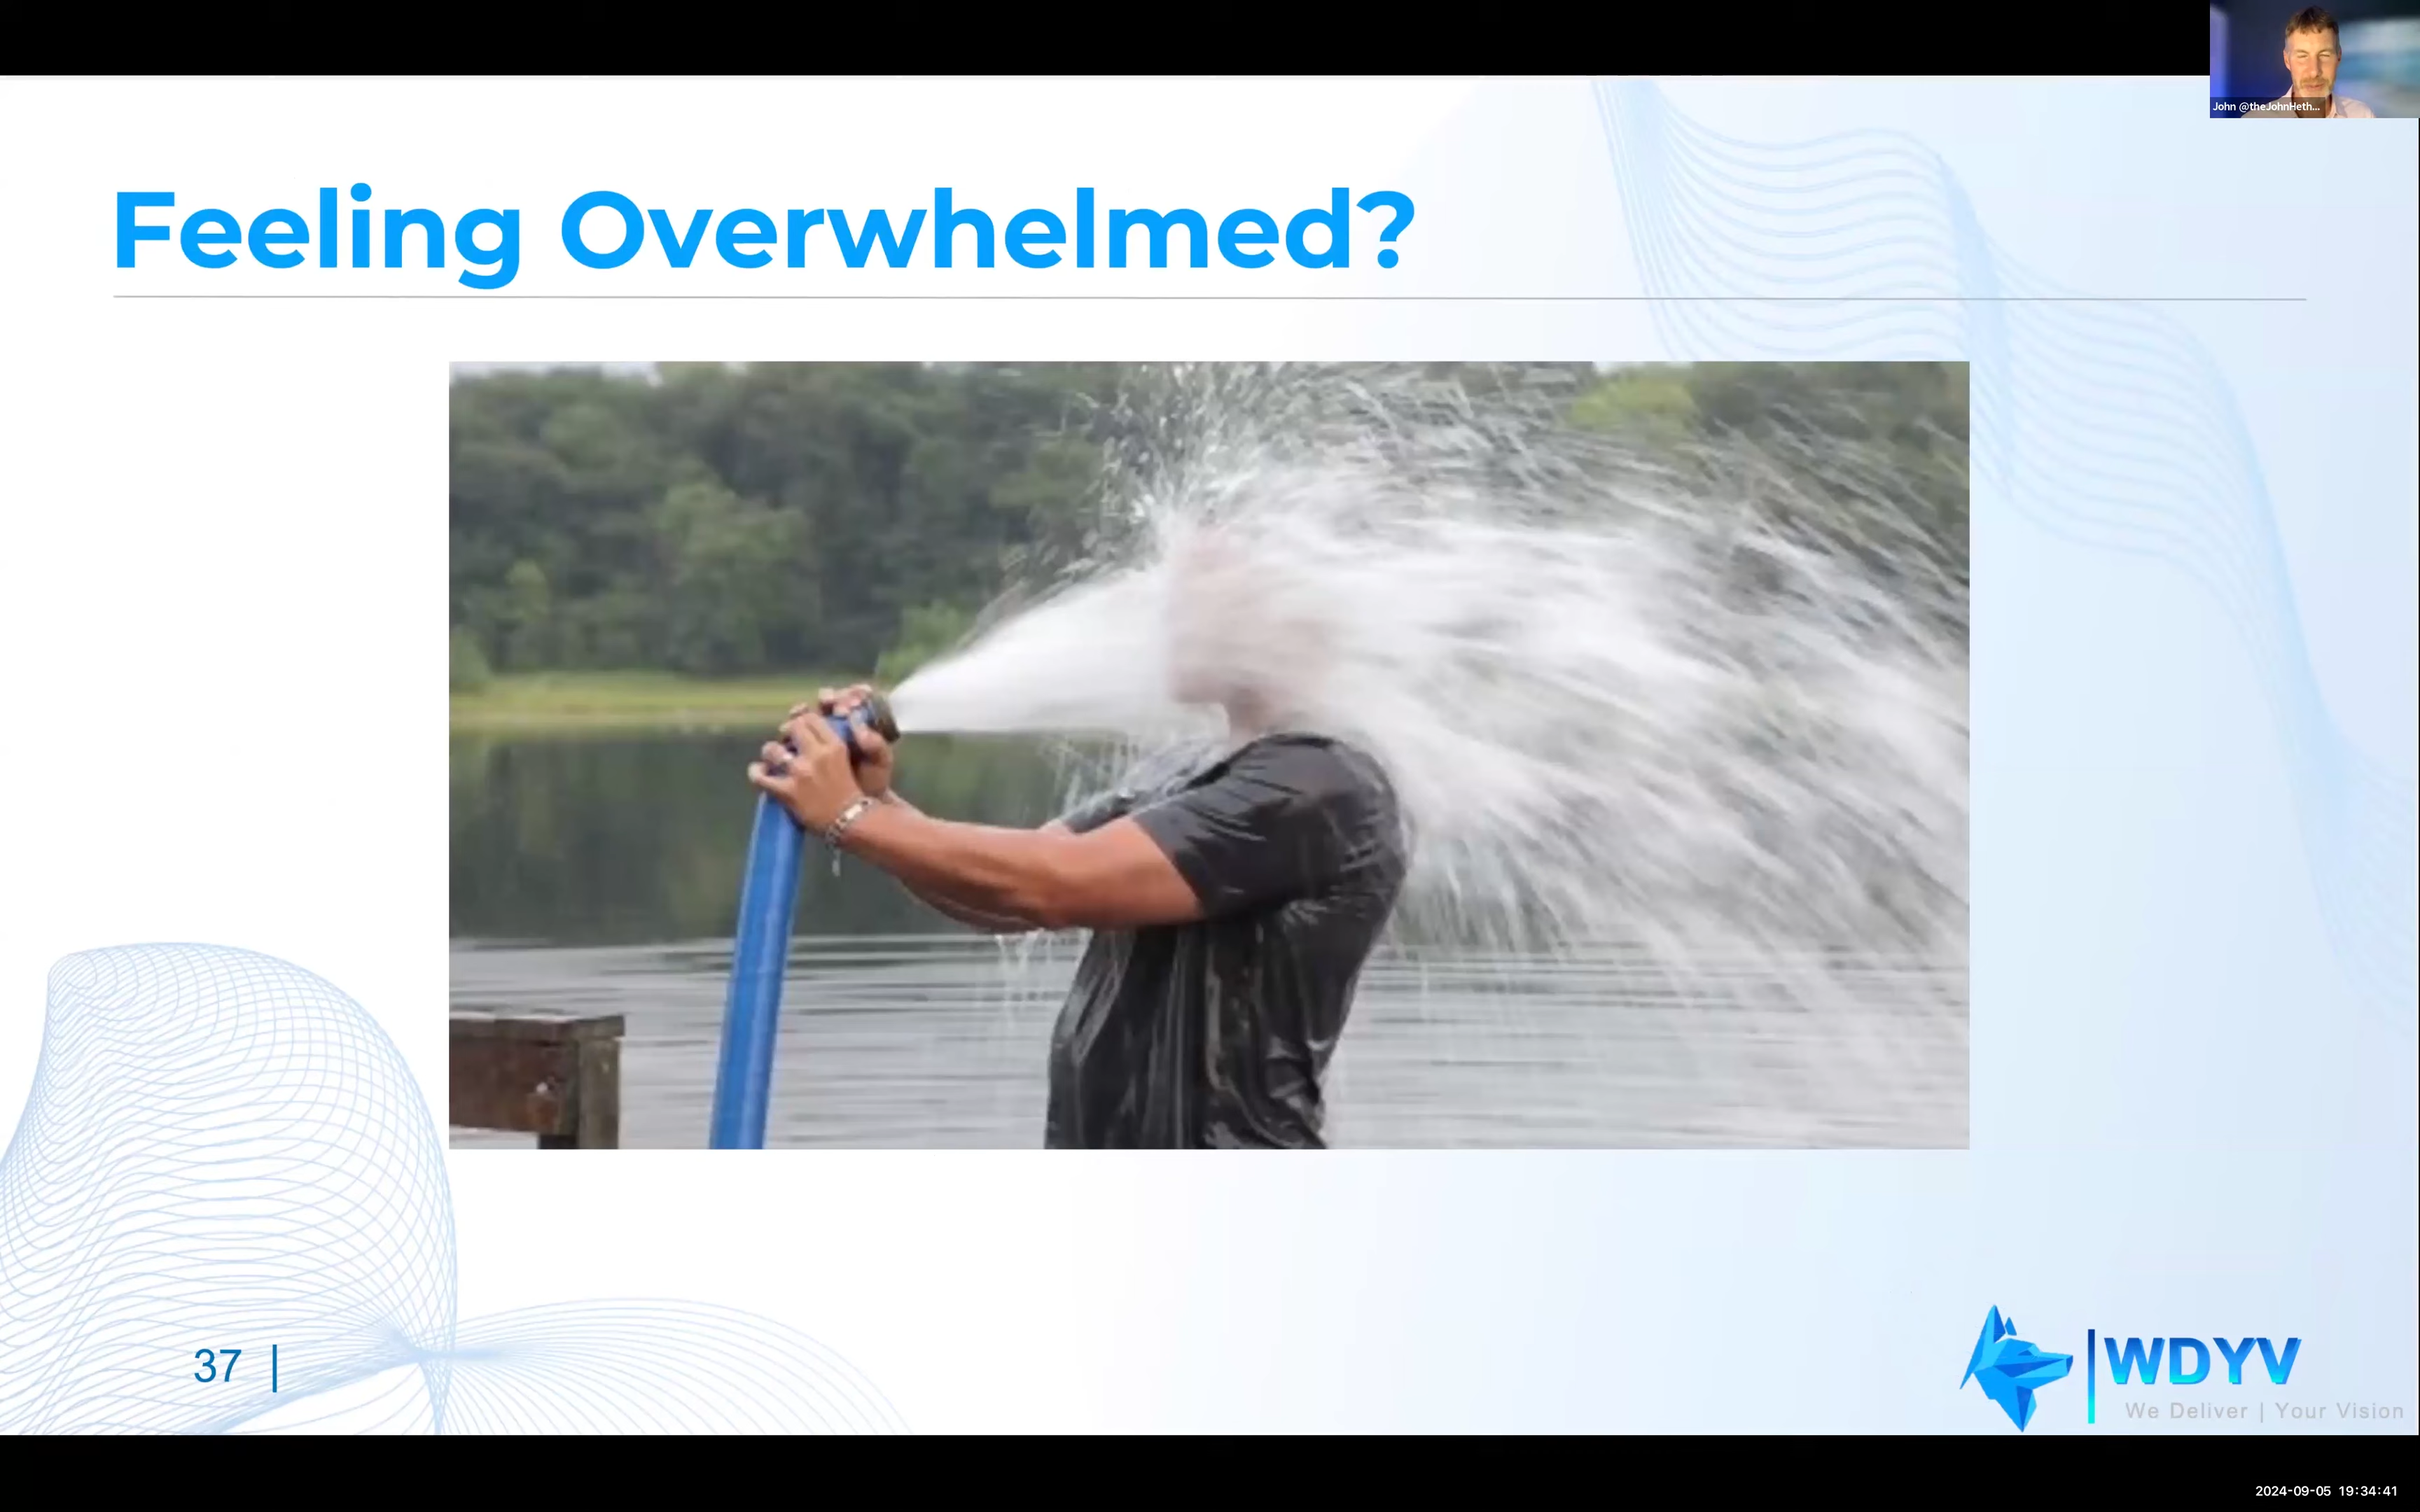 John @theJohnHeth...
Feeling Overwhelmed?
37 |
WDYV
We Deliver | Your Vision
2024-09-05 19:34:41